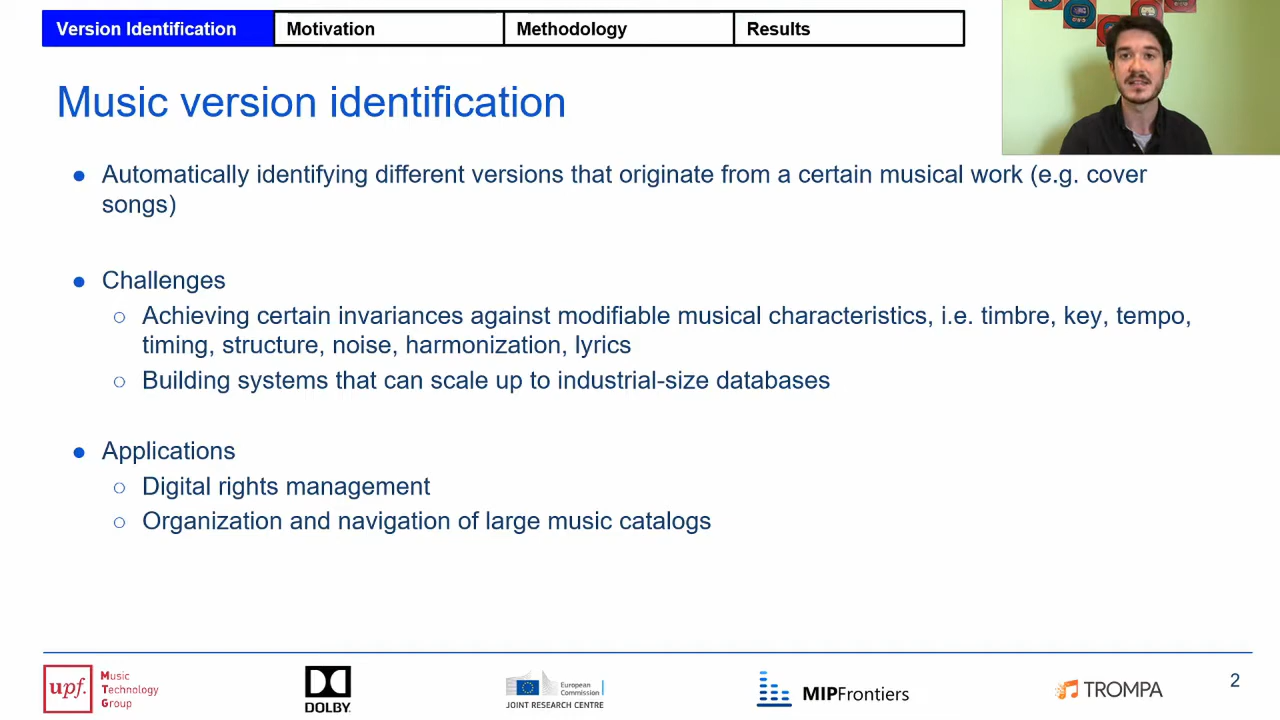 Version Identification
Motivation
Methodology
Results
Music version identification
● Automatically identifying different versions that originate from a certain musical work (e.g. cover
songs)
● Challenges
○ Achieving certain invariances against modifiable musical characteristics, i.e. timbre, key, tempo,
timing, structure, noise, harmonization, lyrics
○ Building systems that can scale up to industrial-size databases
● Applications
○ Digital rights management
○ Organization and navigation of large music catalogs
upf.
Music
Technology
Group
DOLBY.
European
Commission
JOINT RESEARCH CENTRE
MIPFrontiers
TROMPA
2